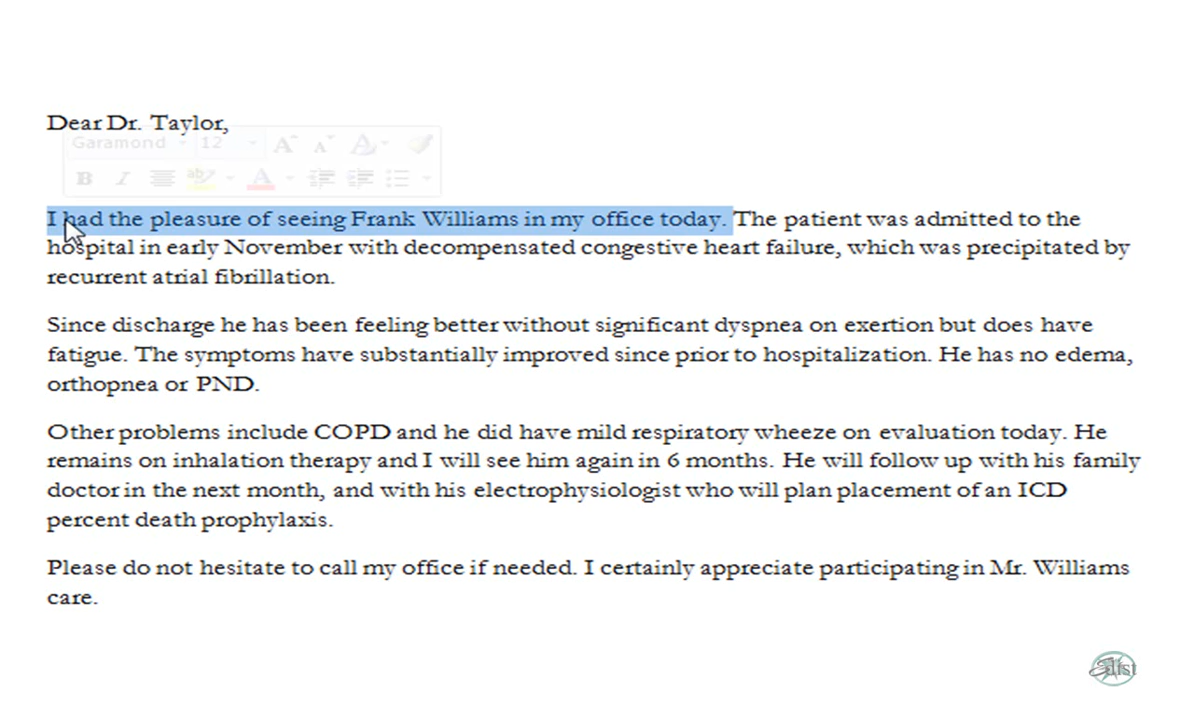 Dear Dr. Taylor,
Garamond 12
I had the pleasure of seeing Frank Williams in my office today. The patient was admitted to the
hospital in early November with decompensated congestive heart failure, which was precipitated by
recurrent atrial fibrillation.
Since discharge he has been feeling better without significant dyspnea on exertion but does have
fatigue. The symptoms have substantially improved since prior to hospitalization. He has no edema,
orthopnea or PND.
Other problems include COPD and he did have mild respiratory wheeze on evaluation today. He
remains on inhalation therapy and I will see him again in 6 months. He will follow up with his family
doctor in the next month, and with his electrophysiologist who will plan placement of an ICD
percent death prophylaxis.
Please do not hesitate to call my office if needed. I certainly appreciate participating in Mr. Williams
care.